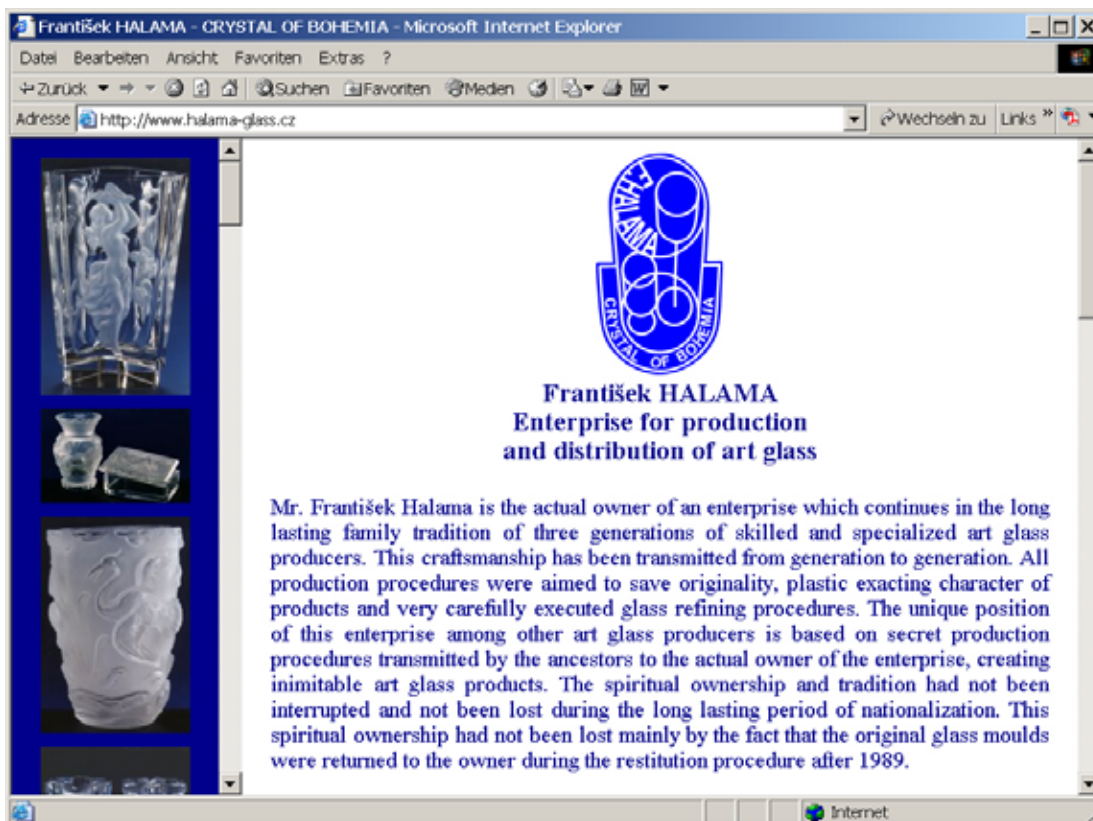 František HALAMA - CRYSTAL OF BOHEMIA - Microsoft Internet Explorer
Datei Bearbeiten Ansicht Favoriten Extras ?
Zurück Suchen Favoriten Medien W
Adresse http://www.halama-glass.cz Wechseln zu Links »
F.HALAMA
CRYSTAL OF BOHEMIA
František HALAMA
Enterprise for production
and distribution of art glass
Mr. František Halama is the actual owner of an enterprise which continues in the long
lasting family tradition of three generations of skilled and specialized art glass
producers. This craftsmanship has been transmitted from generation to generation. All
production procedures were aimed to save originality, plastic exacting character of
products and very carefully executed glass refining procedures. The unique position
of this enterprise among other art glass producers is based on secret production
procedures transmitted by the ancestors to the actual owner of the enterprise, creating
inimitable art glass products. The spiritual ownership and tradition had not been
interrupted and not been lost during the long lasting period of nationalization. This
spiritual ownership had not been lost mainly by the fact that the original glass moulds
were returned to the owner during the restitution procedure after 1989.
Internet